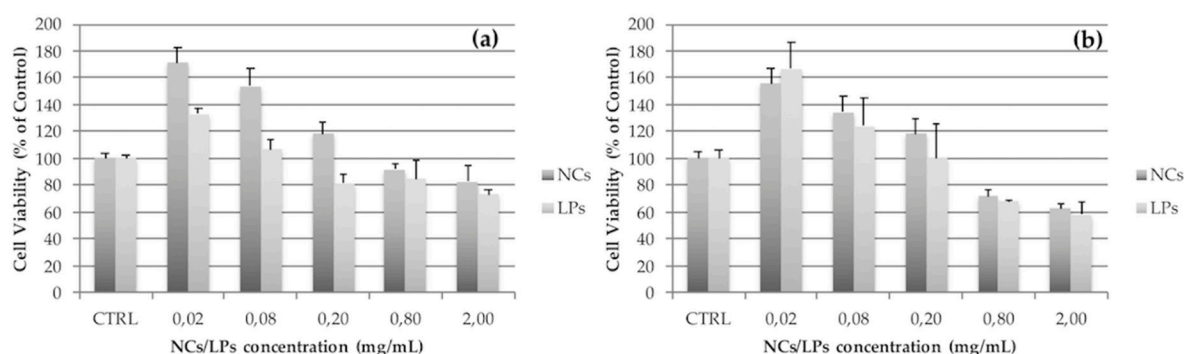 (a)
Cell Viability (% of Control)
200
180
160
140
120
100
80
60
40
20
0
CTRL 0,02 0,08 0,20 0,80 2,00
NCs/LPs concentration (mg/mL)
NCs
LPs
(b)
Cell Viability (% of Control)
200
180
160
140
120
100
80
60
40
20
0
CTRL 0,02 0,08 0,20 0,80 2,00
NCs/LPs concentration (mg/mL)
NCs
LPs